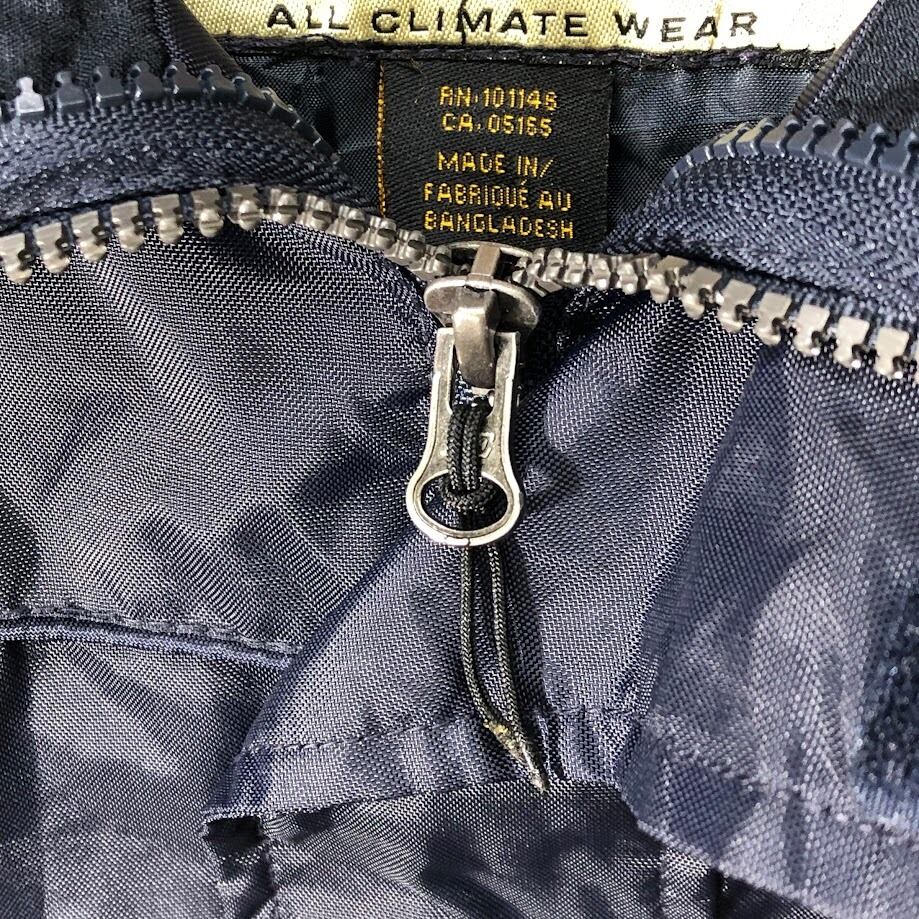 ALL CLIMATE WEAR
RN:101146
CA.05165
MADE IN/
FABRIQUÉ AU
BANGLADESH